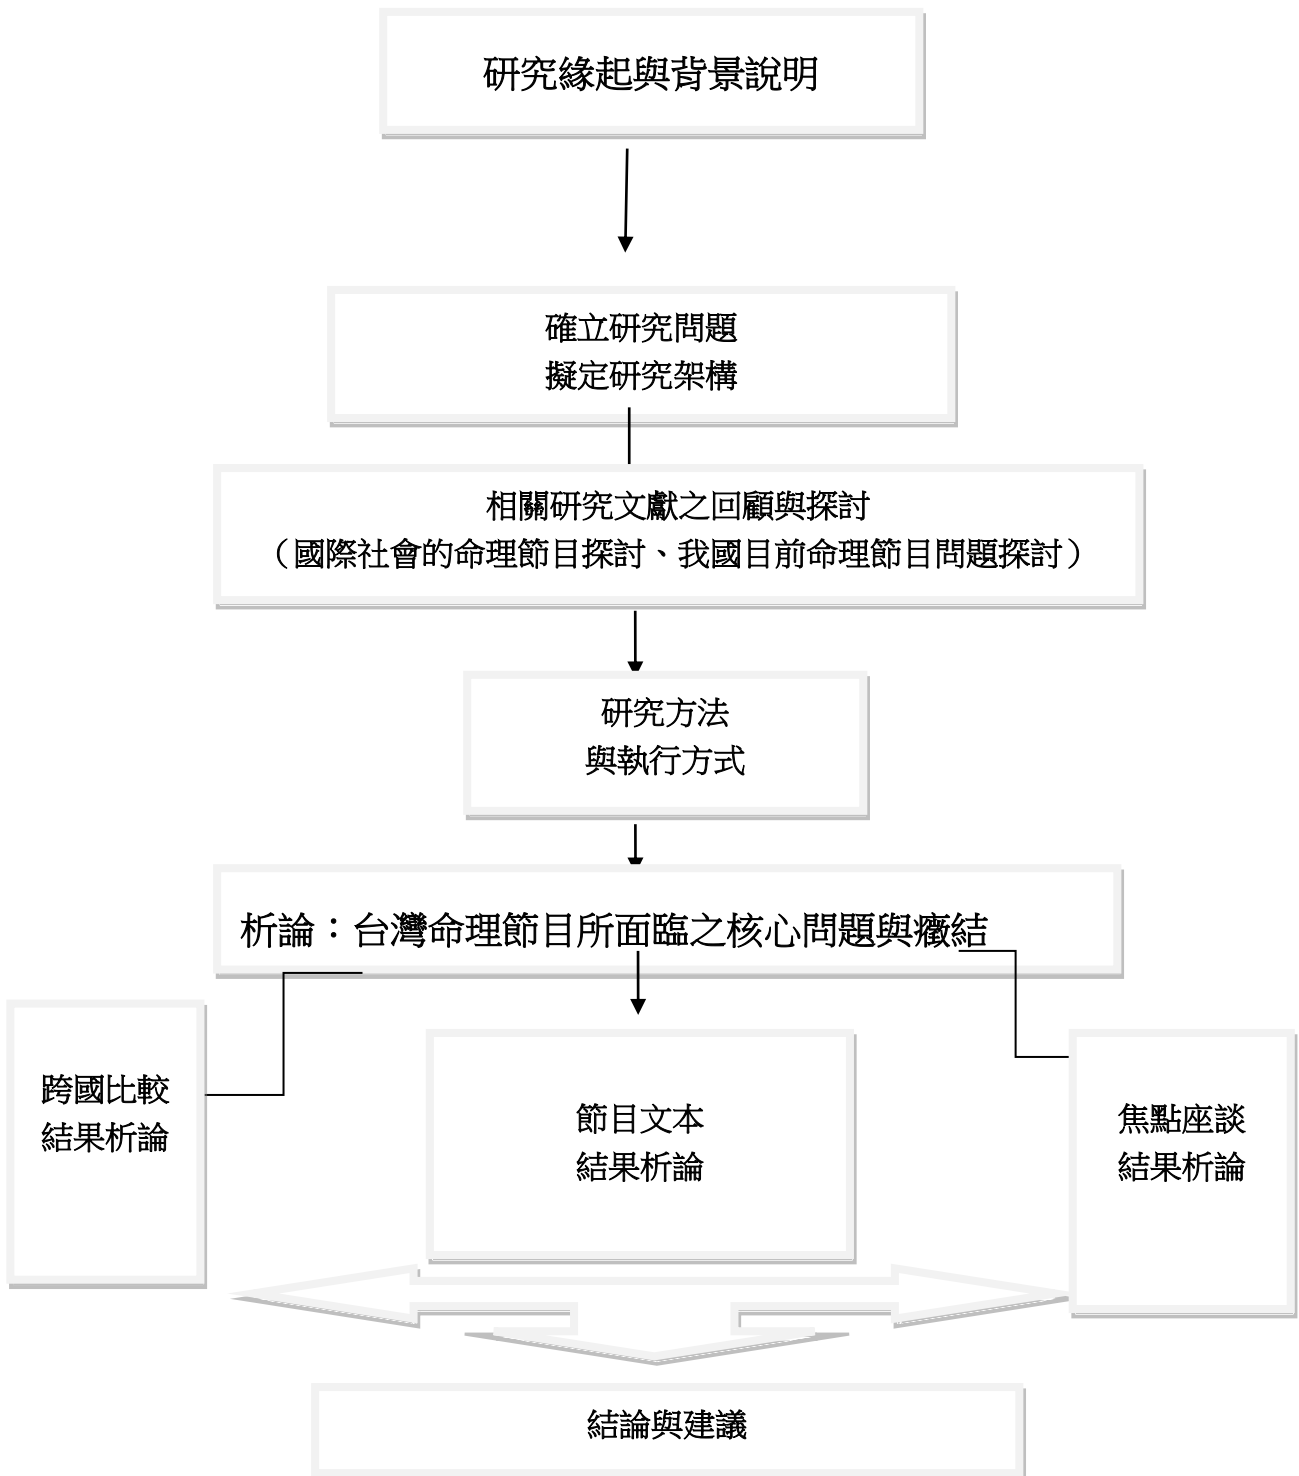 研究緣起與背景說明
確立研究問題
擬定研究架構
相關研究文獻之回顧與探討
（國際社會的命理節目探討、我國目前命理節目問題探討）
研究方法
與執行方式
析論：台灣命理節目所面臨之核心問題與癥結
跨國比較
結果析論
節目文本
結果析論
焦點座談
結果析論
結論與建議